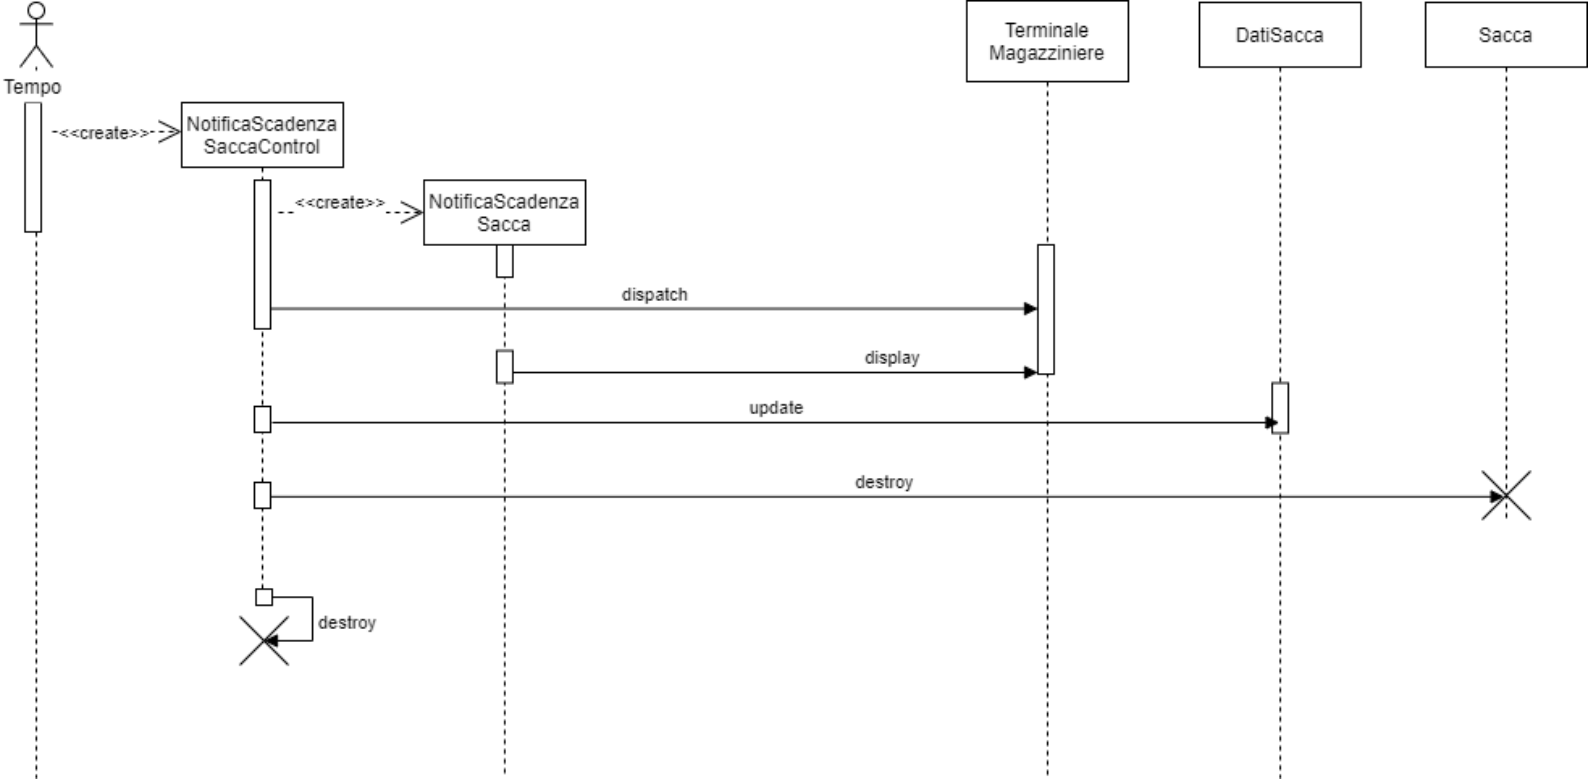 Terminale
Magazziniere
DatiSacca
Sacca
Tempo
<<create>>
NotificaScadenza
SaccaControl
<<create>>
NotificaScadenza
Sacca
dispatch
display
update
destroy
destroy